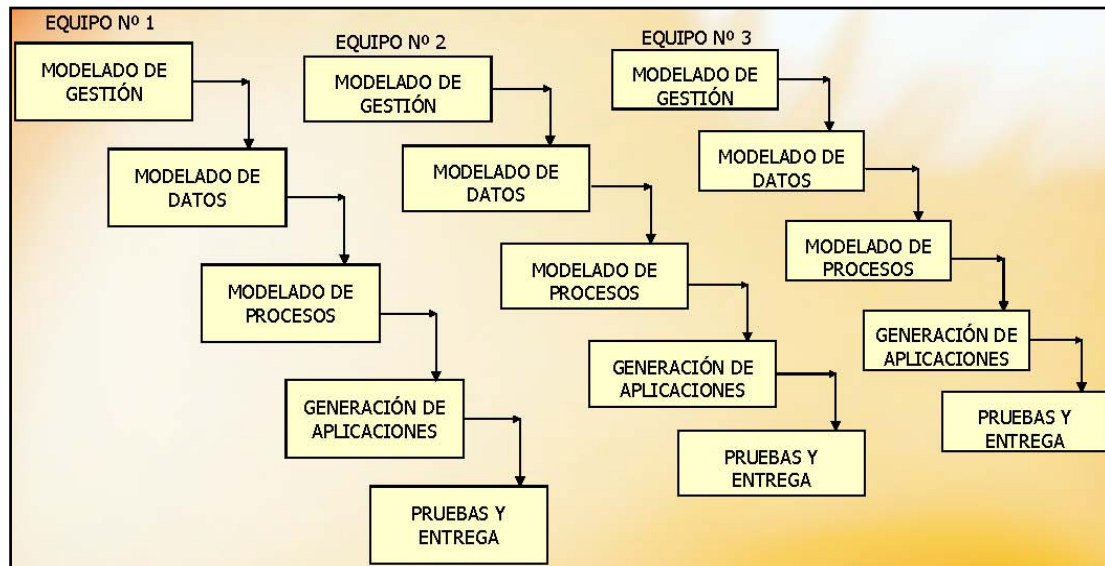 EQUIPO Nº 1
MODELADO DE
GESTIÓN
MODELADO DE
DATOS
MODELADO DE
PROCESOS
GENERACIÓN DE
APLICACIONES
PRUEBAS Y
ENTREGA
EQUIPO Nº 2
MODELADO DE
GESTIÓN
MODELADO DE
DATOS
MODELADO DE
PROCESOS
GENERACIÓN DE
APLICACIONES
PRUEBAS Y
ENTREGA
EQUIPO Nº 3
MODELADO DE
GESTIÓN
MODELADO DE
DATOS
MODELADO DE
PROCESOS
GENERACIÓN DE
APLICACIONES
PRUEBAS Y
ENTREGA